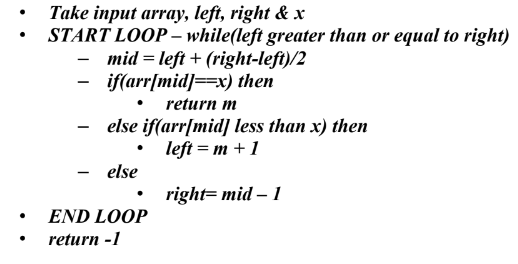 • Take input array, left, right & x
• START LOOP – while(left greater than or equal to right)
– mid = left + (right-left)/2
– if(arr[mid]==x) then
• return m
– else if(arr[mid] less than x) then
• left = m + 1
– else
• right= mid – 1
• END LOOP
• return -1